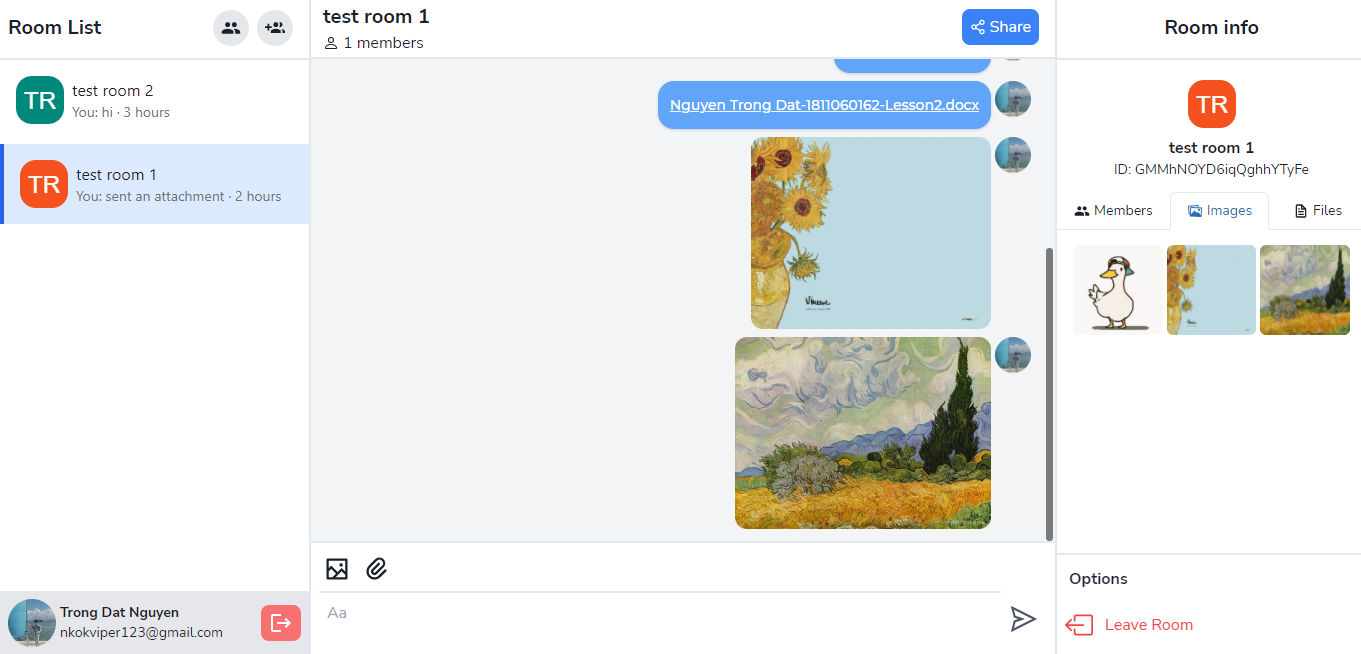 Room List
TR
test room 2
You: hi · 3 hours
TR
test room 1
You: sent an attachment · 2 hours
Trong Dat Nguyen
nkokviper123@gmail.com
test room 1
1 members
Share
Nguyen Trong Dat-1811060162-Lesson2.docx
Vincent
Aa
Room info
TR
test room 1
ID: GMMhNOYD6iqQghhYTyFe
Members
Images
Files
Options
Leave Room